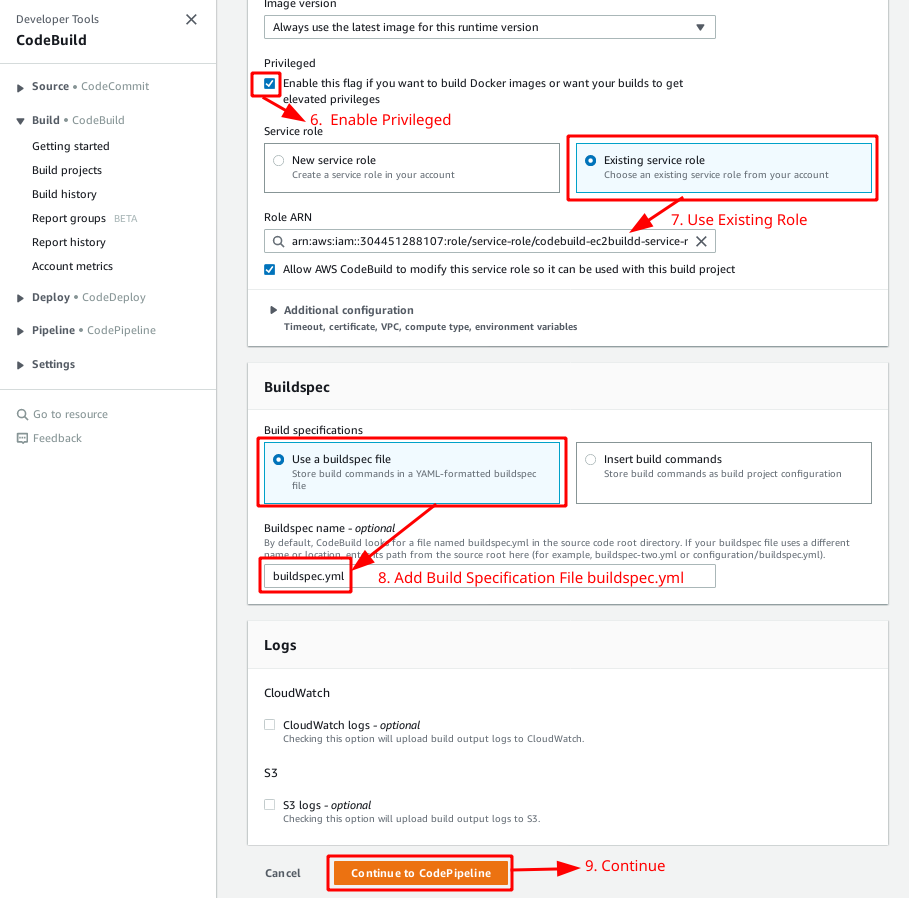 Developer Tools
CodeBuild
Source • CodeCommit
Build • CodeBuild
Getting started
Build projects
Build history
Report groups BETA
Report history
Account metrics
Deploy • CodeDeploy
Pipeline • CodePipeline
Settings
Go to resource
Feedback
Image version
Always use the latest image for this runtime version
Privileged
Enable this flag if you want to build Docker images or want your builds to get
elevated privileges
6. Enable Privileged
Service role
New service role
Create a service role in your account
Existing service role
Choose an existing service role from your account
7. Use Existing Role
Role ARN
arn:aws:iam::304451288107:role/service-role/codebuild-ec2buildd-service-r
Allow AWS CodeBuild to modify this service role so it can be used with this build project
Additional configuration
Timeout, certificate, VPC, compute type, environment variables
Buildspec
Build specifications
Use a buildspec file
Store build commands in a YAML-formatted buildspec
file
Insert build commands
Store build commands as build project configuration
Buildspec name - optional
By default, CodeBuild looks for a file named buildspec.yml in the source code root directory. If your buildspec file uses a different
name or location, enter its path from the source root here (for example, buildspec-two.yml or configuration/buildspec.yml).
buildspec.yml
8. Add Build Specification File buildspec.yml
Logs
CloudWatch
CloudWatch logs - optional
Checking this option will upload build output logs to CloudWatch.
S3
S3 logs - optional
Checking this option will upload build output logs to S3.
Cancel
Continue to CodePipeline
9. Continue